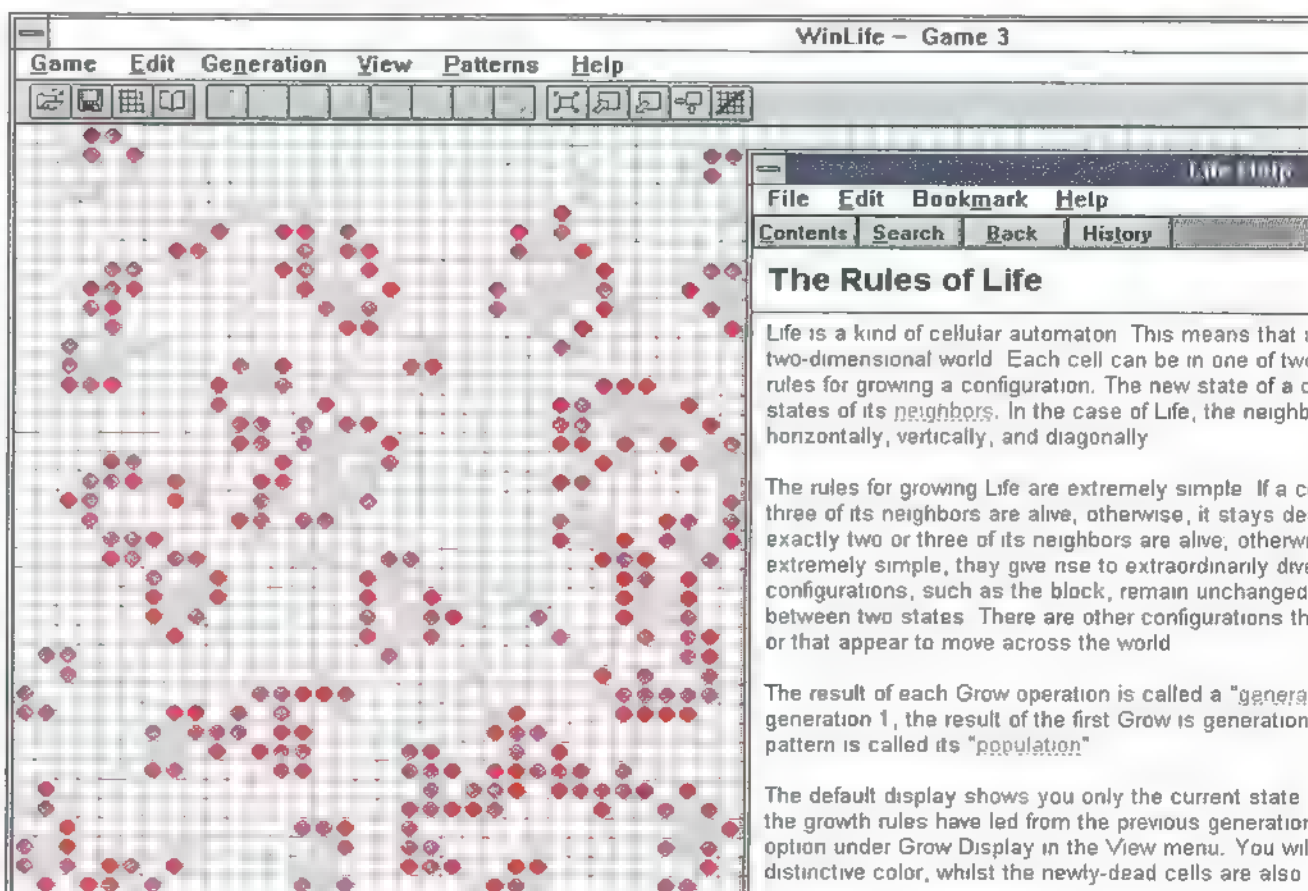 WinLife – Game 3
Game Edit Generation View Patterns Help
Life Help
File Edit Bookmark Help
Contents Search Back History
The Rules of Life
Life is a kind of cellular automaton This means that
two-dimensional world Each cell can be in one of two
rules for growing a configuration. The new state of a
states of its neighbors. In the case of Life, the neighb
horizontally, vertically, and diagonally
The rules for growing Life are extremely simple If a c
three of its neighbors are alive, otherwise, it stays de
exactly two or three of its neighbors are alive; otherwi
extremely simple, they give rise to extraordinarily dive
configurations, such as the block, remain unchanged
between two states There are other configurations th
or that appear to move across the world
The result of each Grow operation is called a "genera
generation 1, the result of the first Grow is generation
pattern is called its "population"
The default display shows you only the current state
the growth rules have led from the previous generation
option under Grow Display in the View menu. You wil
distinctive color, whilst the newly-dead cells are also